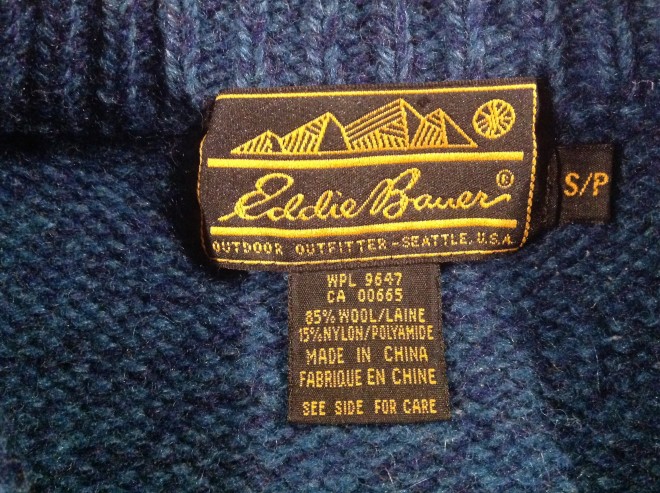 Eddie Bauer®
OUTDOOR OUTFITTER - SEATTLE, U.S.A.
S/P
WPL 9647
CA 00665
85% WOOL/LAINE
15% NYLON/POLYAMIDE
MADE IN CHINA
FABRIQUE EN CHINE
SEE SIDE FOR CARE